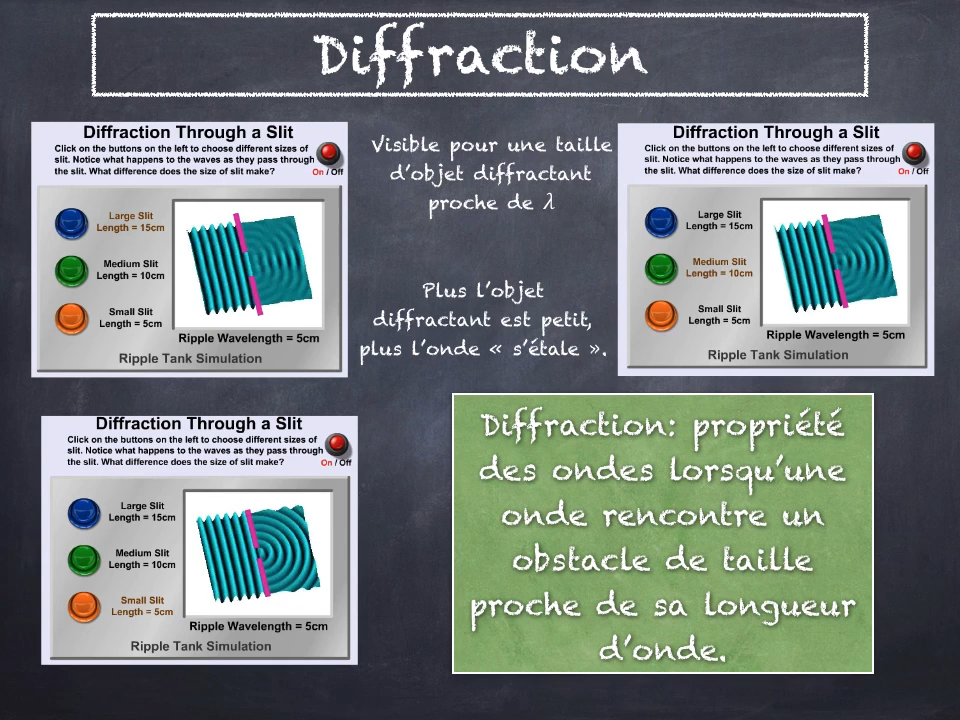 Diffraction
Diffraction Through a Slit
Click on the buttons on the left to choose different sizes of
slit. Notice what happens to the waves as they pass through
the slit. What difference does the size of slit make?
On / Off
Large Slit
Length = 15cm
Medium Slit
Length = 10cm
Small Slit
Length = 5cm
Ripple Wavelength = 5cm
Ripple Tank Simulation
Visible pour une taille
d'objet diffractant
proche de λ
Plus l'objet
diffractant est petit,
plus l'onde « s'étale ».
Diffraction Through a Slit
Click on the buttons on the left to choose different sizes of
slit. Notice what happens to the waves as they pass through
the slit. What difference does the size of slit make?
On / Off
Large Slit
Length = 15cm
Medium Slit
Length = 10cm
Small Slit
Length = 5cm
Ripple Wavelength = 5cm
Ripple Tank Simulation
Diffraction Through a Slit
Click on the buttons on the left to choose different sizes of
slit. Notice what happens to the waves as they pass through
the slit. What difference does the size of slit make?
On / Off
Large Slit
Length = 15cm
Medium Slit
Length = 10cm
Small Slit
Length = 5cm
Ripple Wavelength = 5cm
Ripple Tank Simulation
Diffraction: propriété
des ondes lorsqu'une
onde rencontre un
obstacle de taille
proche de sa longueur
d'onde.